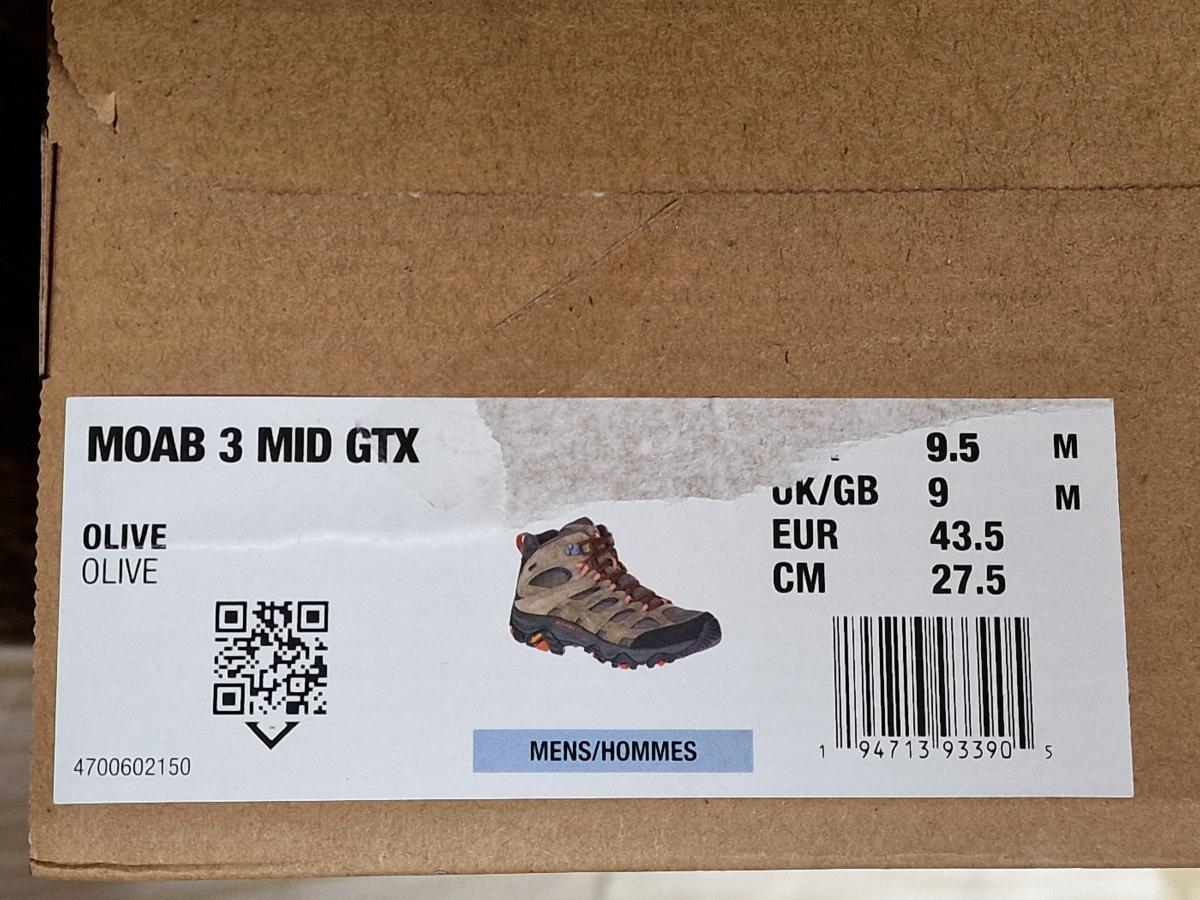 MOAB 3 MID GTX
OLIVE
OLIVE
4700602150
MENS/HOMMES
9.5 M
UK/GB 9 M
EUR 43.5
CM 27.5
1 94713 93390 5